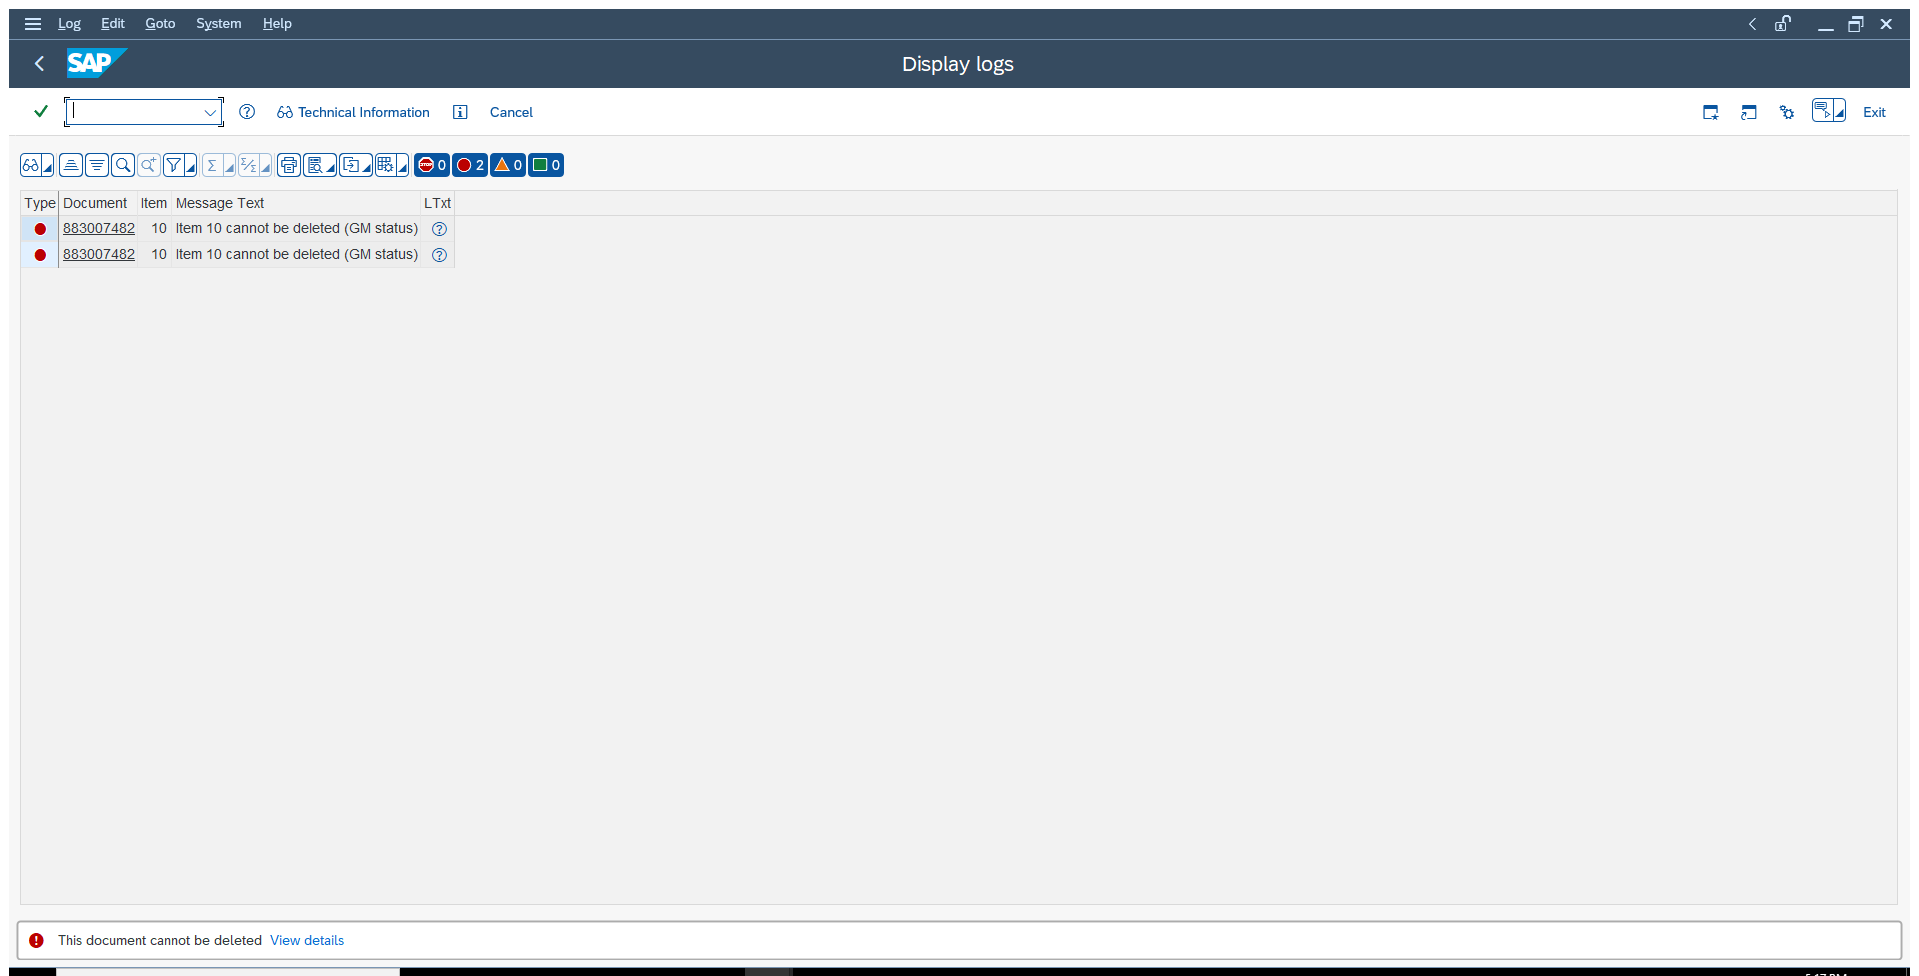 Log Edit Goto System Help
SAP
Display logs
Technical Information Cancel Exit
STOP 0 2 0 0
Type Document Item Message Text LTxt
883007482 10 Item 10 cannot be deleted (GM status)
883007482 10 Item 10 cannot be deleted (GM status)
This document cannot be deleted View details